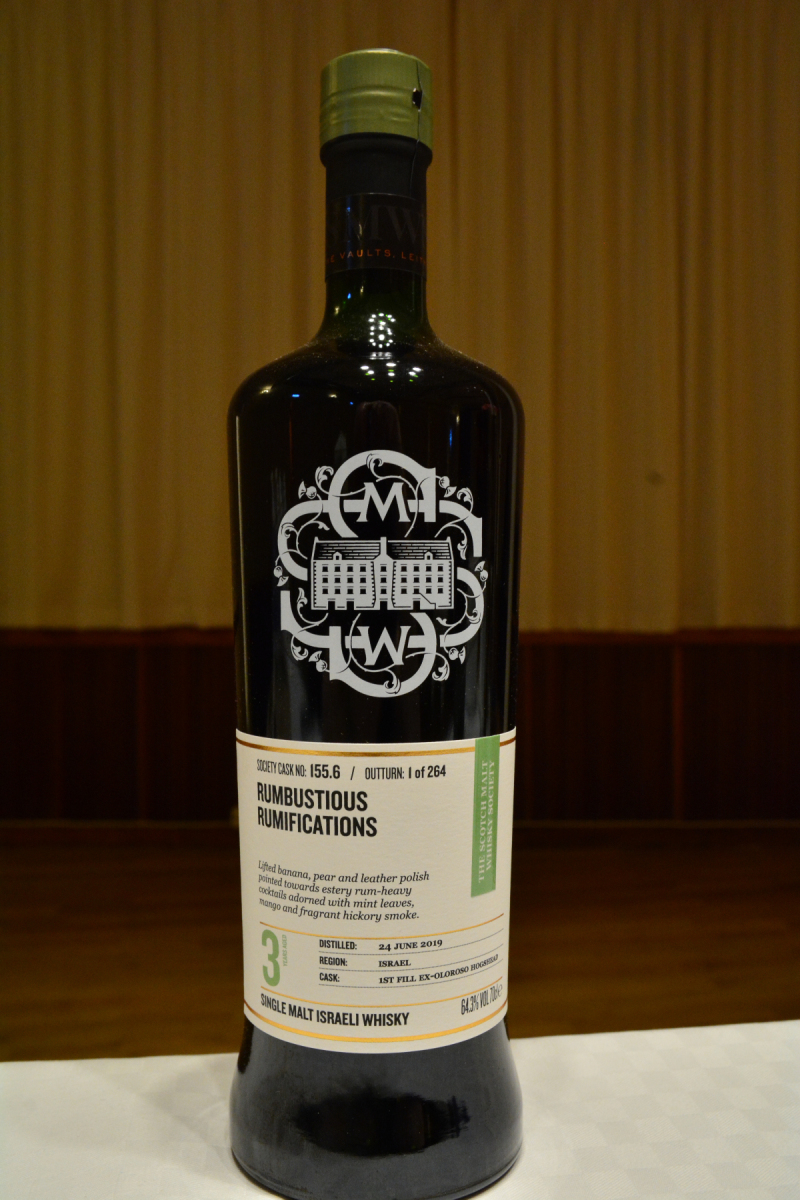 VAULTS, LEI
M
W
SOCIETY CASK NO: 155.6 / OUTTURN: 1 of 264
RUMBUSTIOUS
RUMIFICATIONS
Lifted banana, pear and leather polish
pointed towards estery rum-heavy
cocktails adorned with mint leaves,
mango and fragrant hickory smoke.
THE SCOTCH MALT
WHISKY SOCIETY
3
YEARS AGED
DISTILLED: 24 JUNE 2019
REGION: ISRAEL
CASK: 1ST FILL EX-OLOROSO HOGSHEAD
SINGLE MALT ISRAELI WHISKY 64.3% VOL 70cl